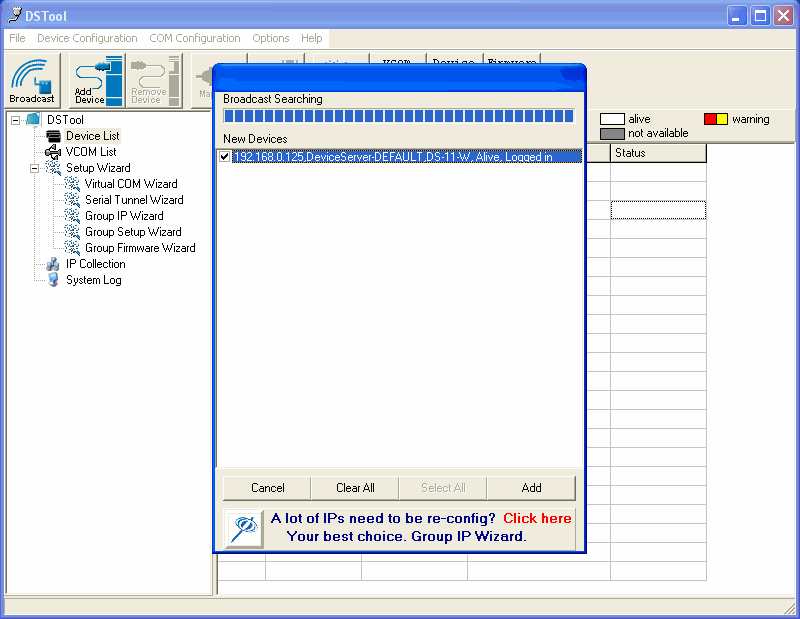 DSTool
File Device Configuration COM Configuration Options Help
Broadcast
Add Device
Remove Device
Ma
VCOM Device Firmware
Broadcast Searching
alive warning
not available
New Devices
192.168.0.125,DeviceServer-DEFAULT,DS-11-W, Alive, Logged in
Status
DSTool
Device List
VCOM List
Setup Wizard
Virtual COM Wizard
Serial Tunnel Wizard
Group IP Wizard
Group Setup Wizard
Group Firmware Wizard
IP Collection
System Log
Cancel Clear All Select All Add
A lot of IPs need to be re-config? Click here
Your best choice. Group IP Wizard.